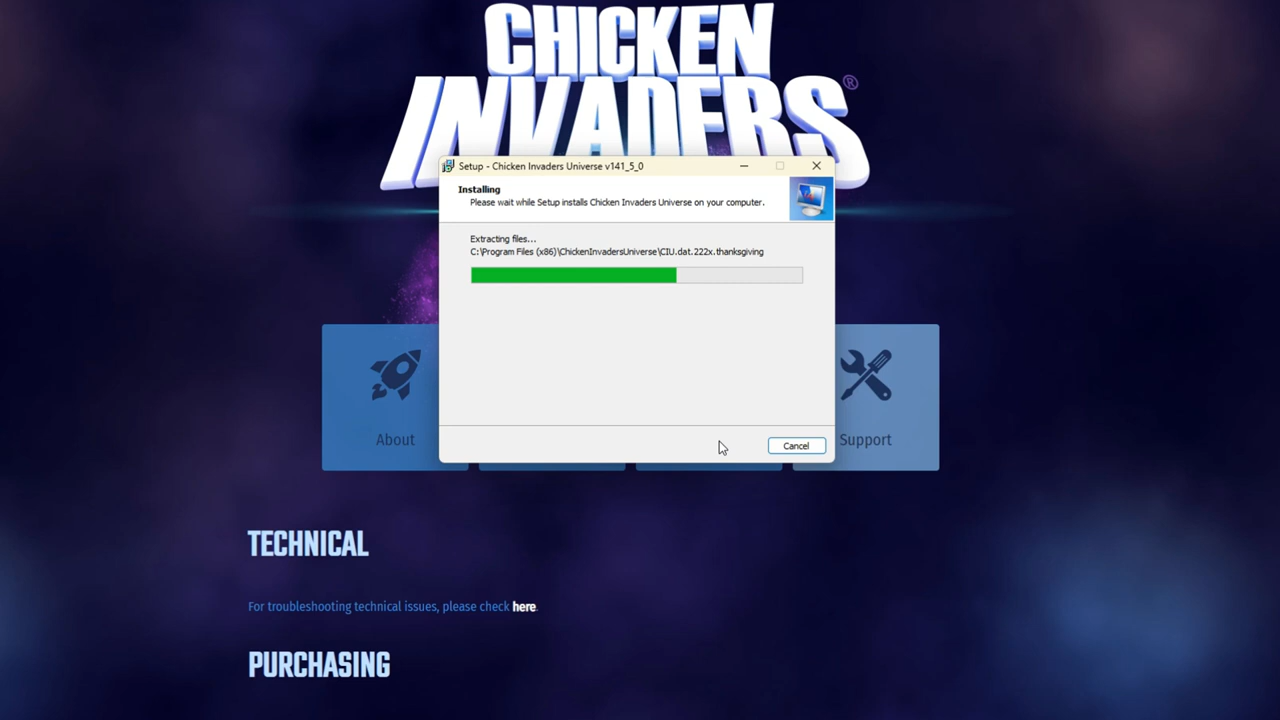 CHICKEN
INVADERS®
Setup - Chicken Invaders Universe v141_5_0
Installing
Please wait while Setup installs Chicken Invaders Universe on your computer.
Extracting files...
C:\Program Files (x86)\ChickenInvadersUniverse\CIU.dat.222x.thanksgiving
Cancel
About
Support
TECHNICAL
For troubleshooting technical issues, please check here.
PURCHASING